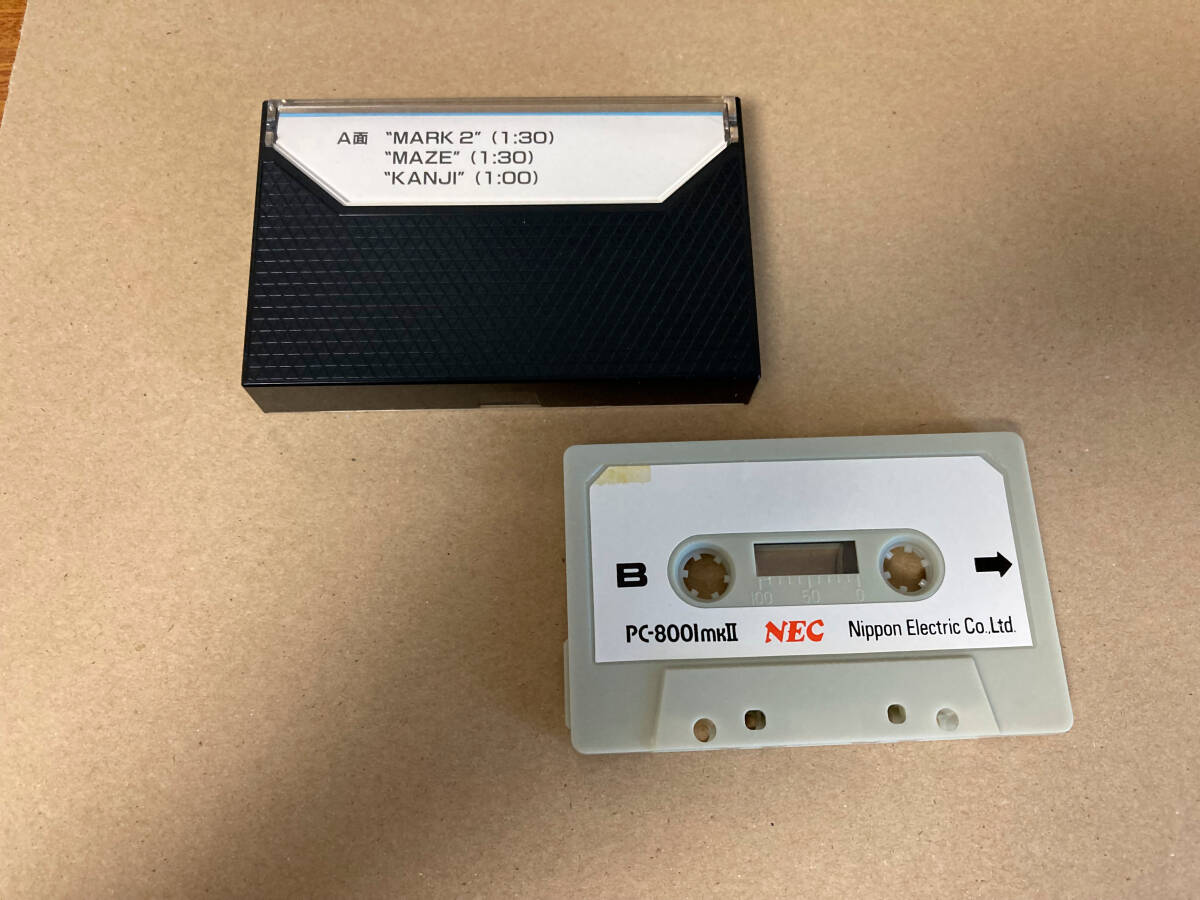 A面 "MARK 2" (1:30)
"MAZE" (1:30)
"KANJI" (1:00)
B
100 50 0
PC-8001mkII NEC Nippon Electric Co.,Ltd.